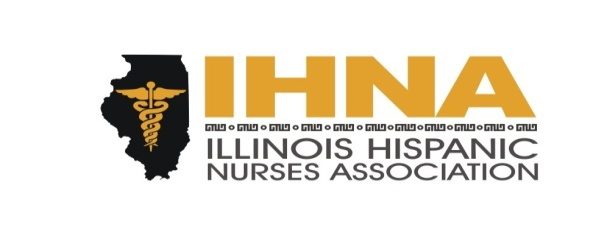 IHNA
ILLINOIS HISPANIC
NURSES ASSOCIATION